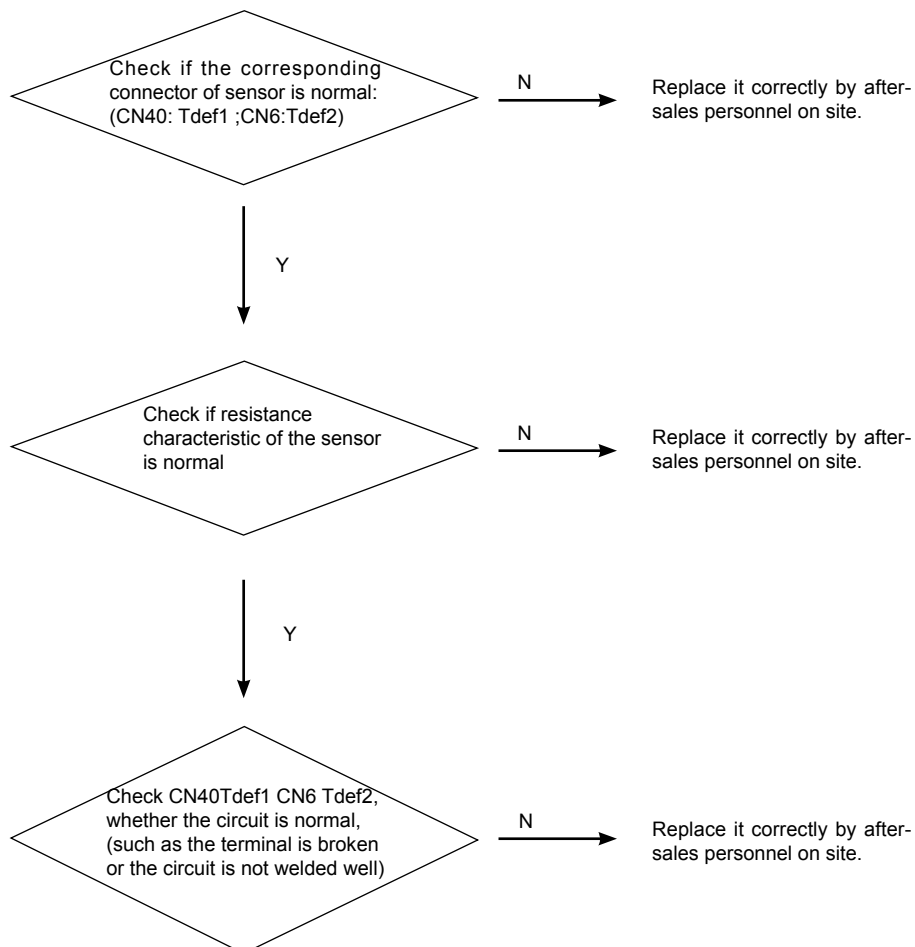 Check if the corresponding
connector of sensor is normal:
(CN40: Tdef1 ;CN6:Tdef2)
N
Replace it correctly by after-
sales personnel on site.
Y
Check if resistance
characteristic of the sensor
is normal
N
Replace it correctly by after-
sales personnel on site.
Y
Check CN40Tdef1 CN6 Tdef2,
whether the circuit is normal,
(such as the terminal is broken
or the circuit is not welded well)
N
Replace it correctly by after-
sales personnel on site.